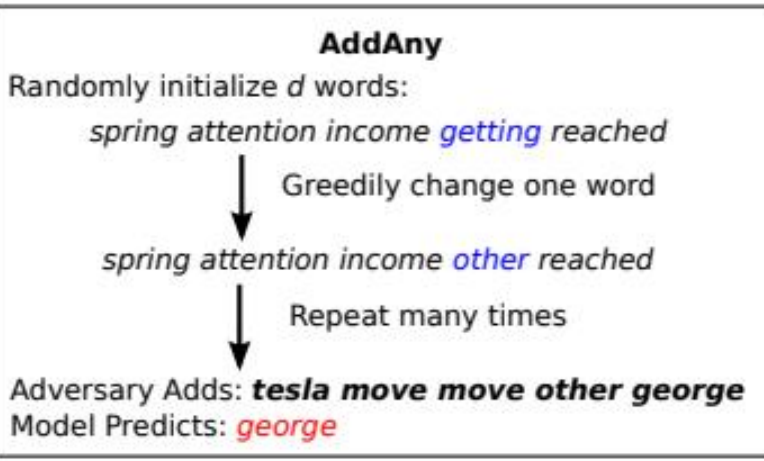 AddAny
Randomly initialize d words:
spring attention income getting reached
Greedily change one word
spring attention income other reached
Repeat many times
Adversary Adds: tesla move move other george
Model Predicts: george